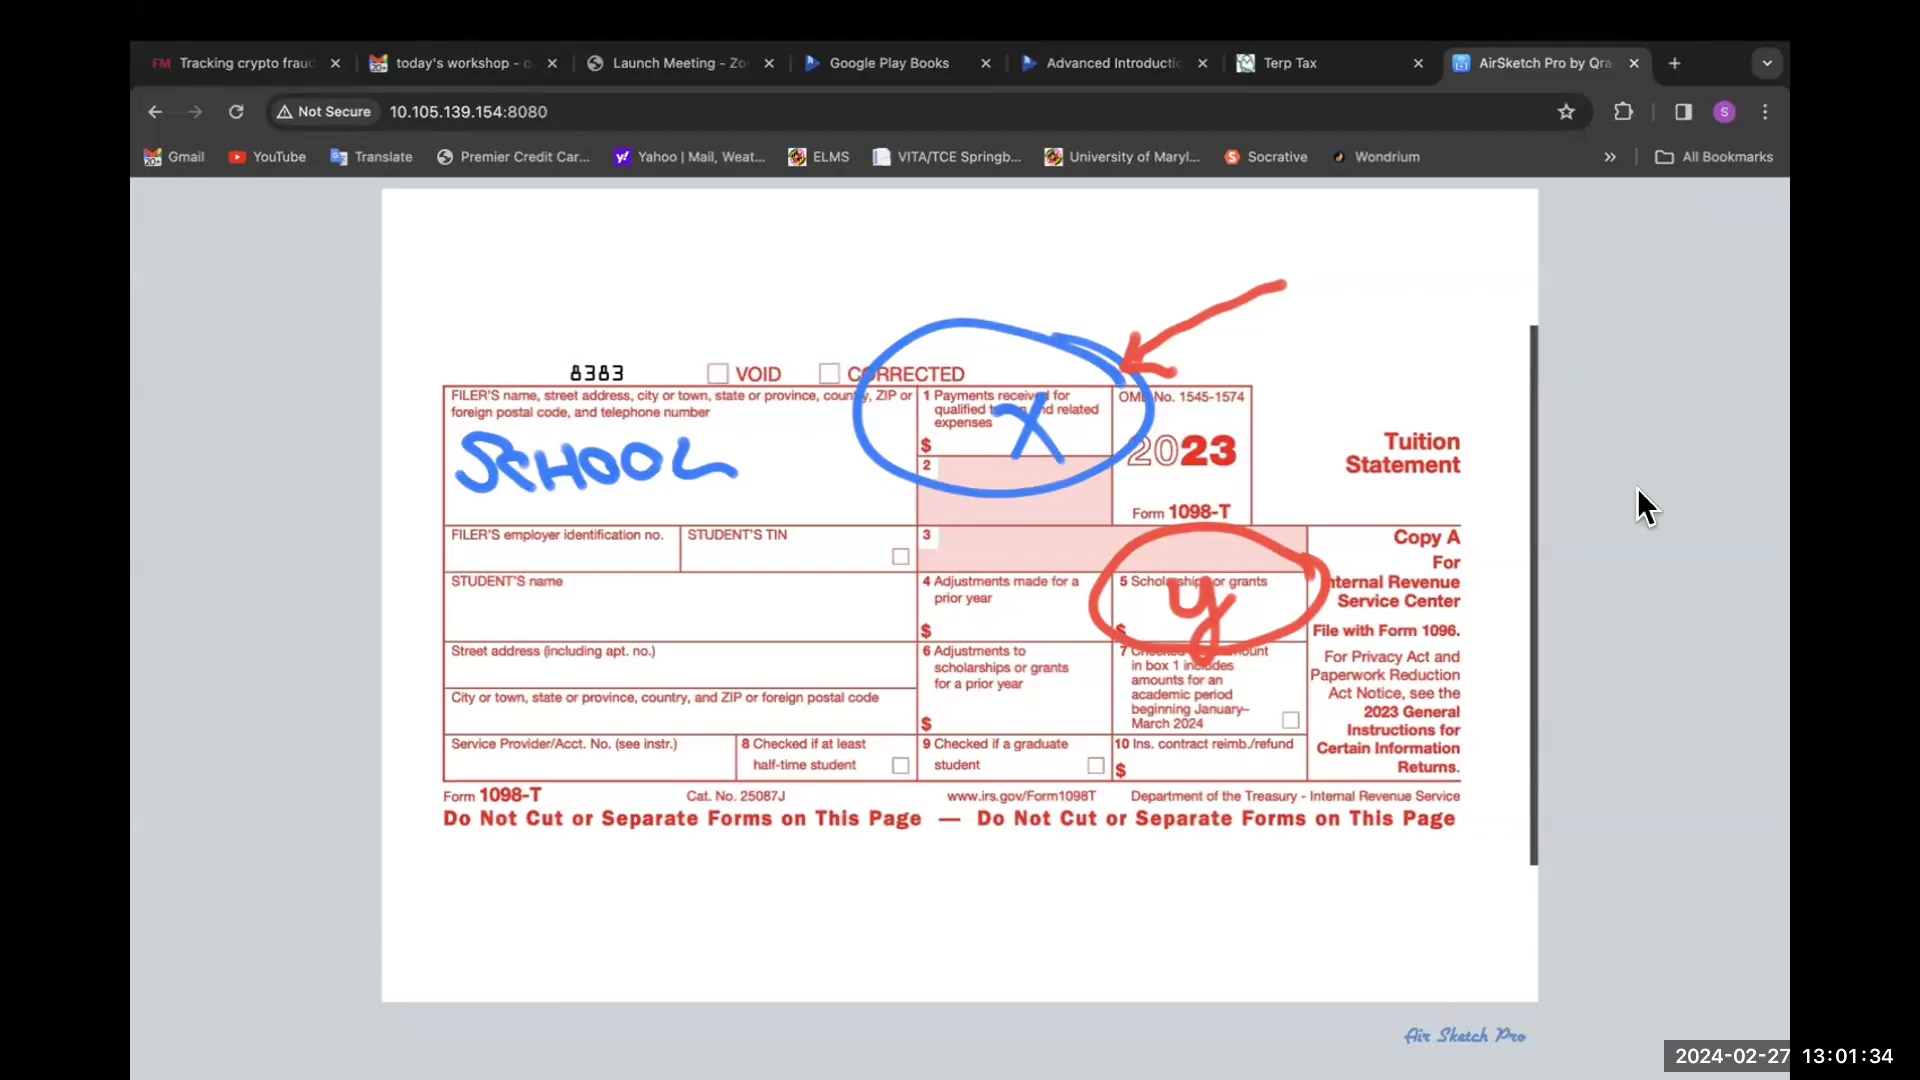 FM Tracking crypto frau
today's workshop - q
Launch Meeting - Zo
Google Play Books
Advanced Introducti
Terp Tax
AirSketch Pro by Qra
Not Secure 10.105.139.154:8080
S
Gmail
YouTube
Translate
Premier Credit Car...
Yahoo | Mail, Weat...
ELMS
VITA/TCE Springb...
University of Maryl...
Socrative
Wondrium
All Bookmarks
8383
VOID
CORRECTED
FILER'S name, street address, city or town, state or province, country, ZIP or
foreign postal code, and telephone number
SCHOOL
1 Payments received for
qualified tuition and related
expenses
$
X
2
OMB No. 1545-1574
2023
Form 1098-T
Tuition
Statement
FILER'S employer identification no.
STUDENT'S TIN
3
Copy A
For
Internal Revenue
Service Center
File with Form 1096.
For Privacy Act and
Paperwork Reduction
Act Notice, see the
2023 General
Instructions for
Certain Information
Returns.
STUDENT'S name
4 Adjustments made for a
prior year
$
5 Scholarships or grants
$
y
Street address (including apt. no.)
6 Adjustments to
scholarships or grants
for a prior year
$
7 Checked amount
in box 1 includes
amounts for an
academic period
beginning January–
March 2024
City or town, state or province, country, and ZIP or foreign postal code
Service Provider/Acct. No. (see instr.)
8 Checked if at least
half-time student
9 Checked if a graduate
student
10 Ins. contract reimb./refund
$
Form 1098-T
Cat. No. 25087J
www.irs.gov/Form1098T
Department of the Treasury - Internal Revenue Service
Do Not Cut or Separate Forms on This Page — Do Not Cut or Separate Forms on This Page
Air Sketch Pro
2024-02-27 13:01:34